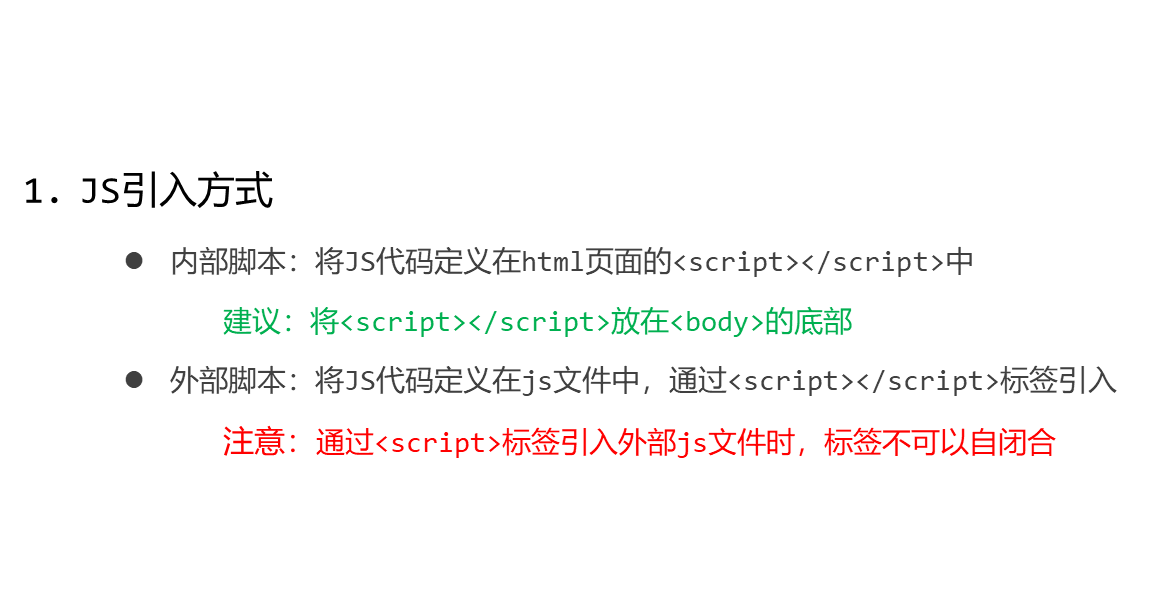 1. JS引入方式
● 内部脚本：将JS代码定义在html页面的<script></script>中
建议：将<script></script>放在<body>的底部
● 外部脚本：将JS代码定义在js文件中，通过<script></script>标签引入
注意：通过<script>标签引入外部js文件时，标签不可以自闭合